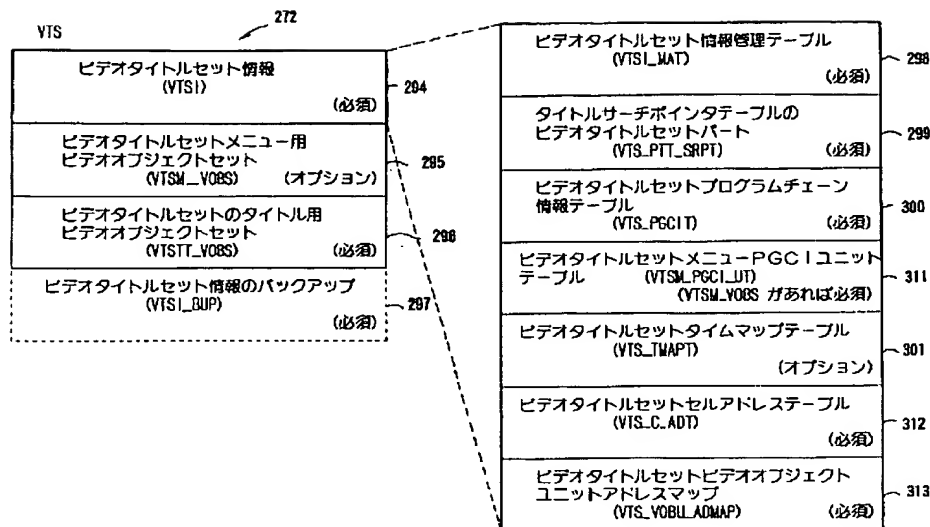 VTS
272
ビデオタイトルセット情報
(VTSI)
(必須)
294
ビデオタイトルセットメニュー用
ビデオオブジェクトセット
(VTSM_VOBS) (オプション)
295
ビデオタイトルセットのタイトル用
ビデオオブジェクトセット
(VTSTT_VOBS) (必須)
296
ビデオタイトルセット情報のバックアップ
(VTSI_BUP)
(必須)
297
ビデオタイトルセット情報管理テーブル
(VTSI_MAT)
(必須)
298
タイトルサーチポインタテーブルの
ビデオタイトルセットパート
(VTS_PTT_SRPT) (必須)
299
ビデオタイトルセットプログラムチェーン
情報テーブル
(VTS_PGCIT) (必須)
300
ビデオタイトルセットメニューPGCIユニット
テーブル (VTSM_PGCI_UT)
(VTSM_VOBS があれば必須)
311
ビデオタイトルセットタイムマップテーブル
(VTS_TMAPT)
(オプション)
301
ビデオタイトルセットセルアドレステーブル
(VTS_C_ADT)
(必須)
312
ビデオタイトルセットビデオオブジェクト
ユニットアドレスマップ
(VTS_VOBU_ADMAP) (必須)
313